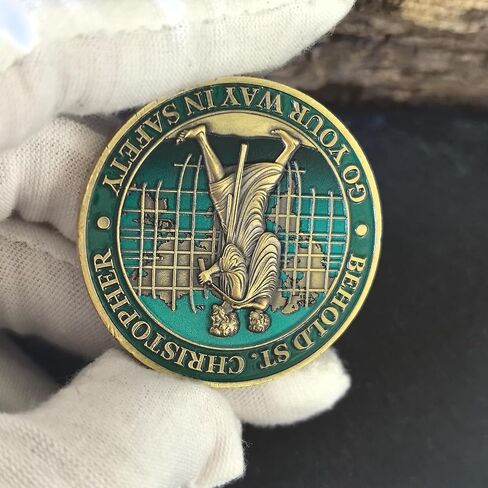 BEHOLD ST. CHRISTOPHER
GO YOUR WAY IN SAFETY